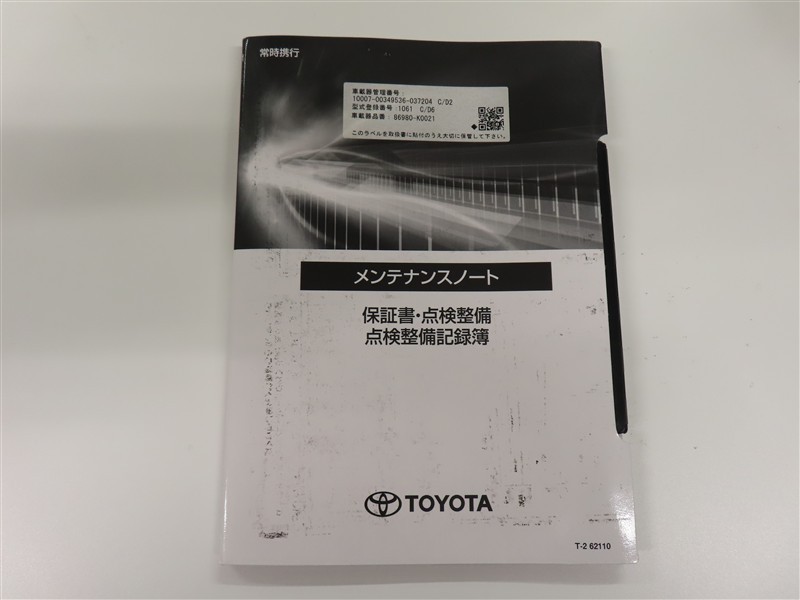 常時携行
車載器管理番号：
10007-00349536-037204 C/D2
型式登録番号：1061 C/D6
車載器品番：86980-K0021
このラベルを取扱書に貼付のうえ大切に保管して下さい。
メンテナンスノート
保証書・点検整備
点検整備記録簿
TOYOTA
T-2 62110